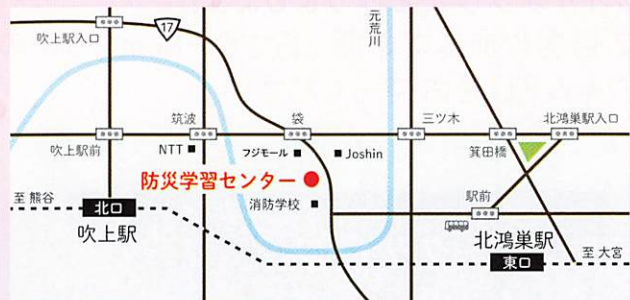 17
元荒川
吹上駅入口
筑波
袋
三ツ木
北鴻巣駅入口
吹上駅前
NTT
フジモール
Joshin
箕田橋
防災学習センター
至 熊谷
消防学校
駅前
北口
吹上駅
北鴻巣駅
東口
至 大宮